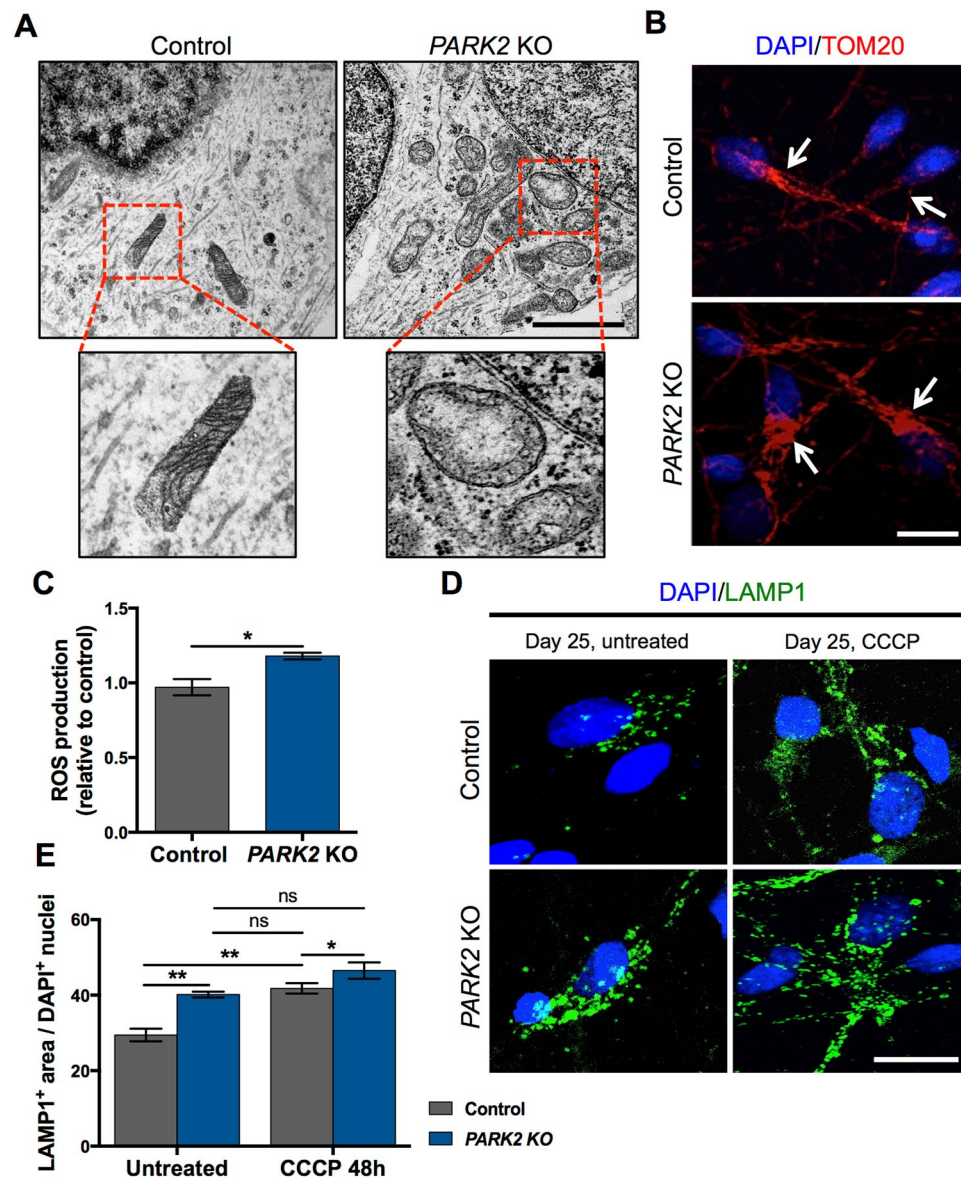 A
Control
PARK2 KO
B
DAPI/TOM20
Control
PARK2 KO
C
ROS production
(relative to control)
1.5
1.0
0.5
0.0
*
Control
PARK2 KO
D
DAPI/LAMP1
Day 25, untreated
Day 25, CCCP
Control
PARK2 KO
E
LAMP1+ area / DAPI+ nuclei
60
40
20
0
ns
ns
**
*
**
Untreated
CCCP 48h
Control
PARK2 KO